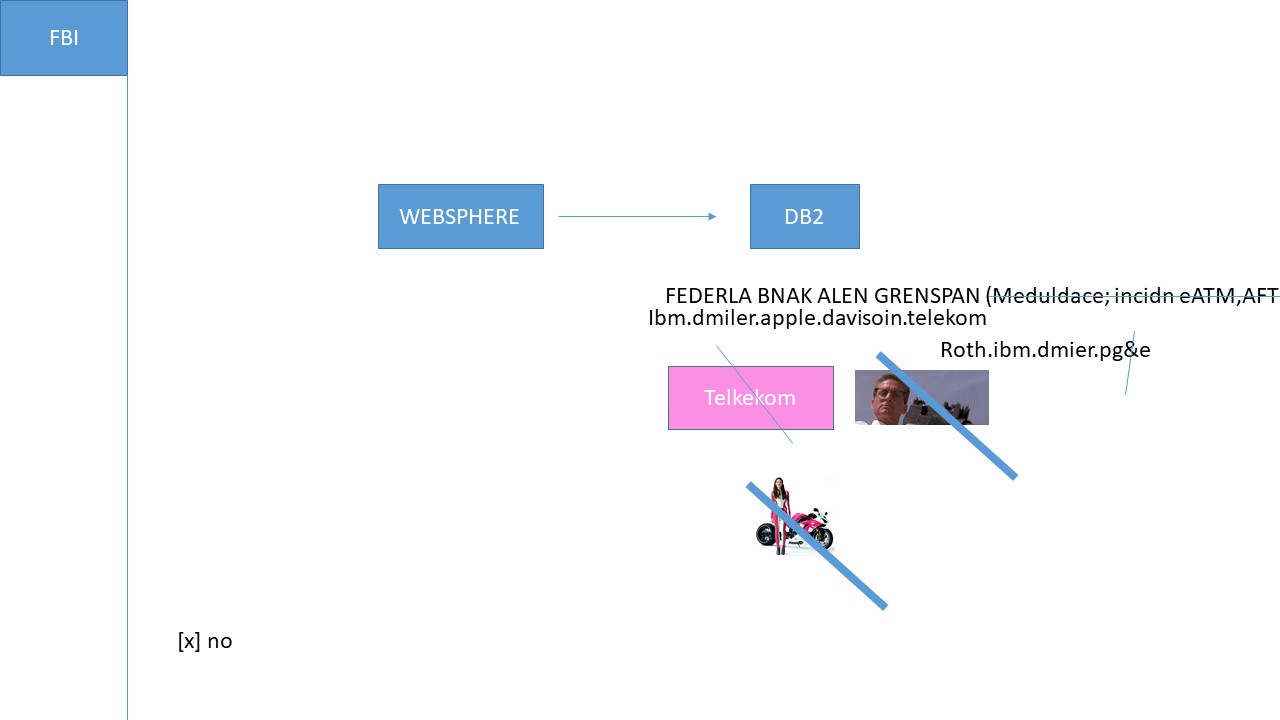 FBI
WEBSPHERE
DB2
FEDERLA BNAK ALEN GRENSPAN (Meduldace; incidn eATM,AFT
Ibm.dmiler.apple.davisoin.telekom
Roth.ibm.dmier.pg&e
Telkekom
[x] no